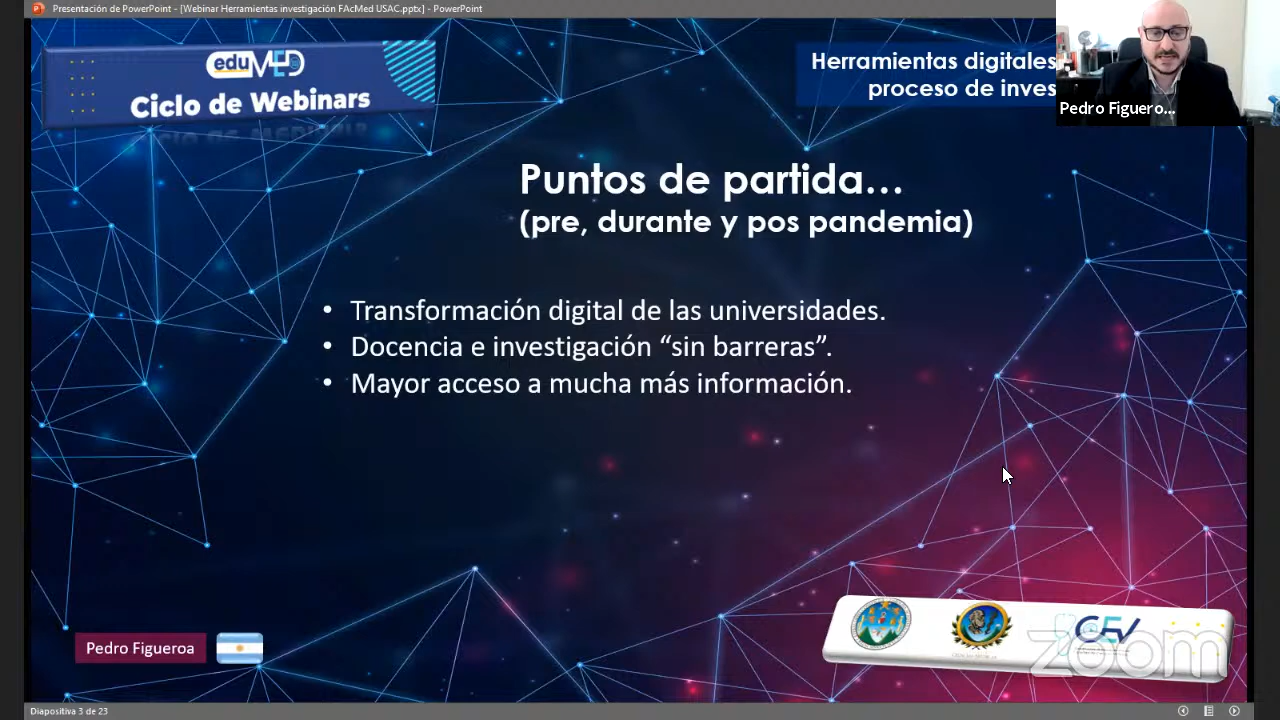 Presentación de PowerPoint - [Webinar Herramientas investigación FAcMed USAC.pptx] - PowerPoint
eduMED
Ciclo de Webinars
Herramientas digitales
proceso de inves
Pedro Figuero...
Puntos de partida...
(pre, durante y pos pandemia)
• Transformación digital de las universidades.
• Docencia e investigación “sin barreras”.
• Mayor acceso a mucha más información.
Pedro Figueroa
CEV
zoom
Diapositiva 3 de 23